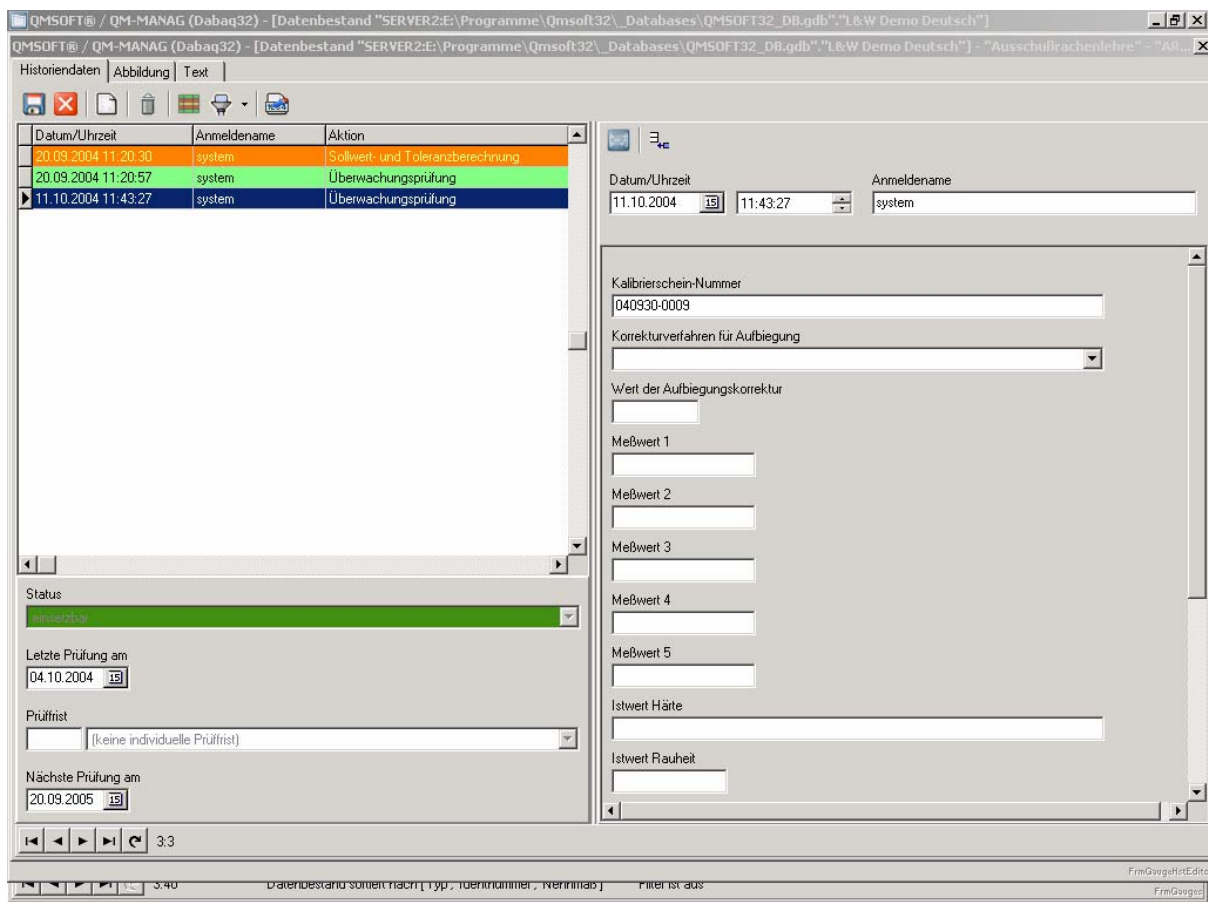 QMSOFT® / QM-MANAG (Dabaq32) - [Datenbestand "SERVER2:E:\Programme\Qmsoft32\_Databases\QMSOFT32_DB.gdb","L&W Demo Deutsch"]
QMSOFT® / QM-MANAG (Dabaq32) - [Datenbestand "SERVER2:E:\Programme\Qmsoft32\_Databases\QMSOFT32_DB.gdb","L&W Demo Deutsch"] - "Ausschußrachenlehre" - "AR...
Historiendaten Abbildung Text
Datum/Uhrzeit Anmeldename Aktion
20.09.2004 11:20:30 system Sollwert- und Toleranzberechnung
20.09.2004 11:20:57 system Überwachungsprüfung
11.10.2004 11:43:27 system Überwachungsprüfung
Status
einsetzbar
Letzte Prüfung am
04.10.2004 15
Prüffrist
(keine individuelle Prüffrist)
Nächste Prüfung am
20.09.2005 15
Datum/Uhrzeit Anmeldename
11.10.2004 15 11:43:27 system
Kalibrierschein-Nummer
040930-0009
Korrekturverfahren für Aufbiegung
Wert der Aufbiegungskorrektur
Meßwert 1
Meßwert 2
Meßwert 3
Meßwert 4
Meßwert 5
Istwert Härte
Istwert Rauheit
3:3
FrmGaugeHstEdito
3:40 Datenbestand sortiert nach [Typ, Identnummer, Nennmaß] Filter ist aus
FrmGauges